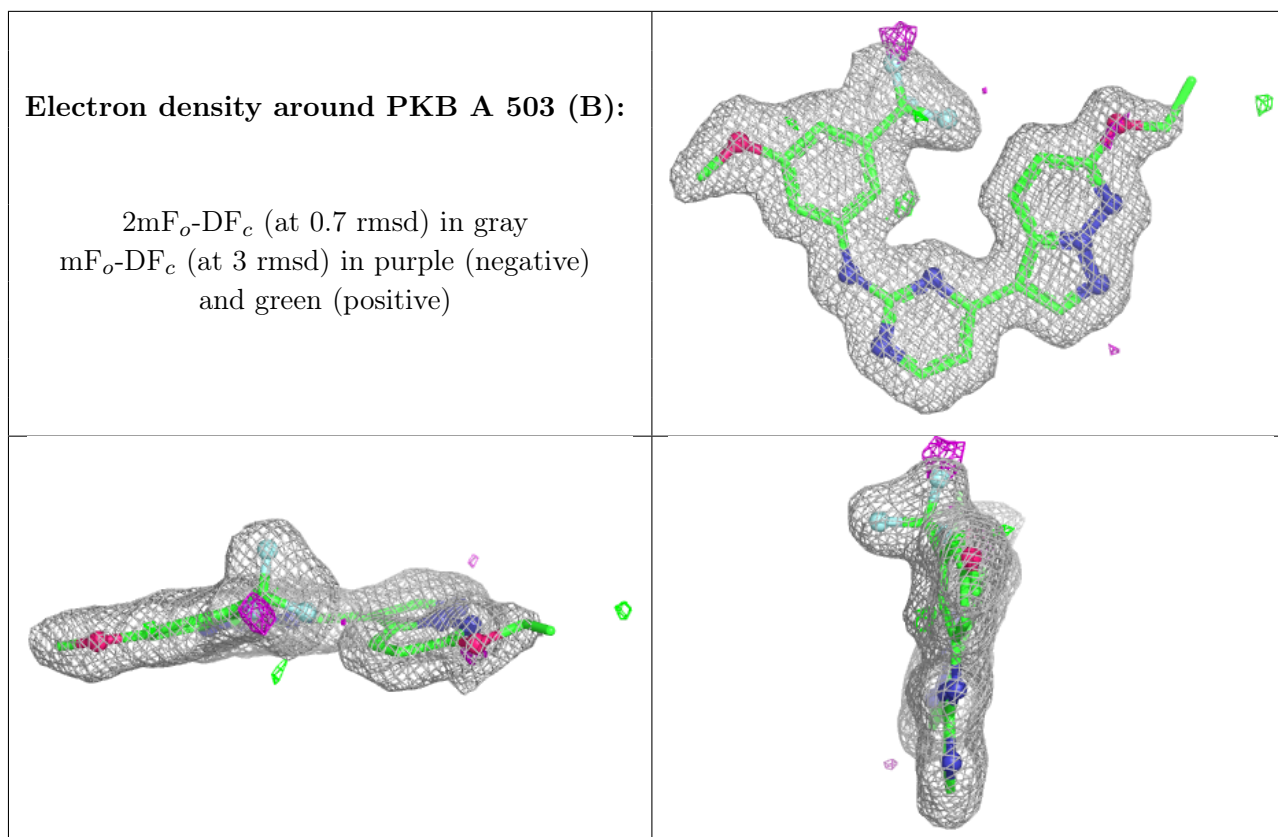 Electron density around PKB A 503 (B):
2mFo-DFc (at 0.7 rmsd) in gray
mFo-DFc (at 3 rmsd) in purple (negative)
and green (positive)